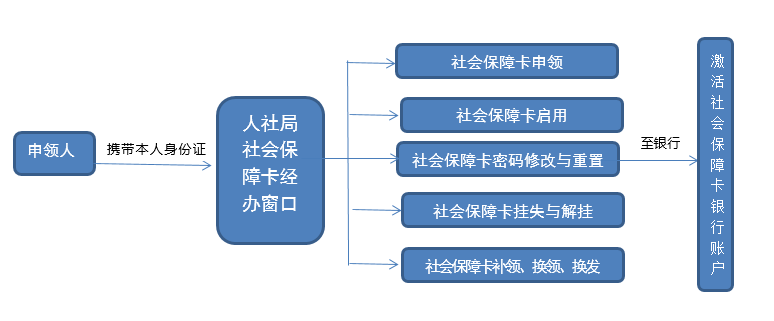 申领人
携带本人身份证
人社局
社会保
障卡经
办窗口
社会保障卡申领
社会保障卡启用
社会保障卡密码修改与重置
社会保障卡挂失与解挂
社会保障卡补领、换领、换发
至银行
激
活
社
会
保
障
卡
银
行
账
户